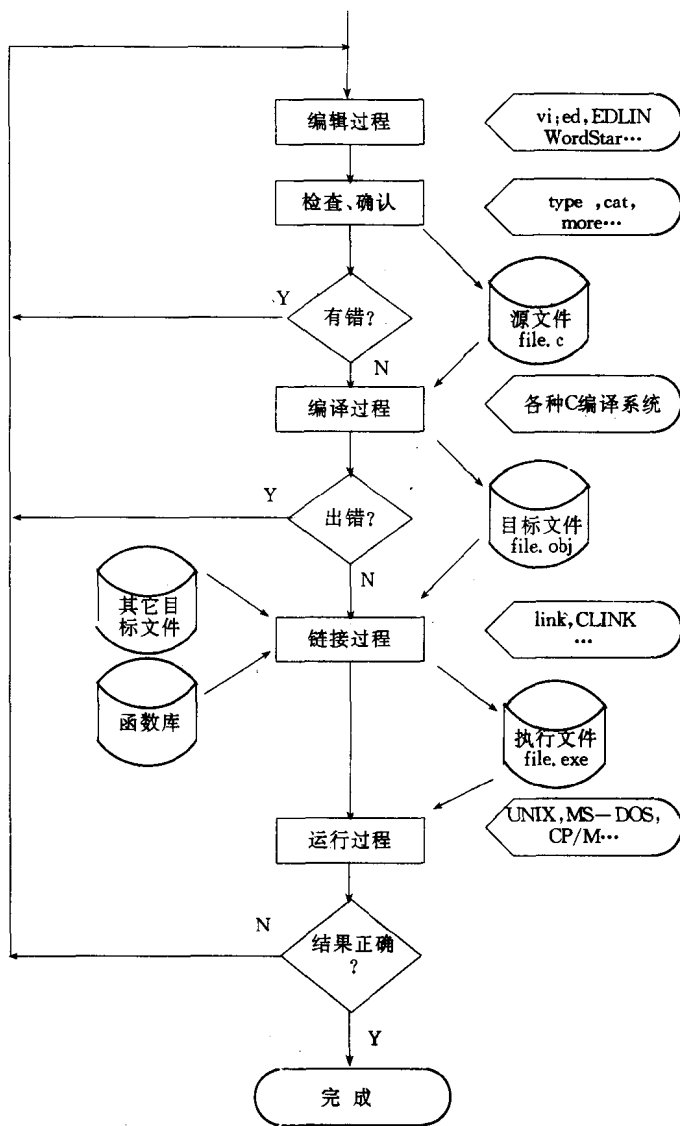 编辑过程
vi;ed,EDLIN
WordStar…
检查、确认
type ,cat,
more…
Y
有错?
源文件
file. c
N
编译过程
各种C编译系统
Y
出错?
目标文件
file. obj
N
其它目
标文件
链接过程
link,CLINK
…
函数库
执行文件
file. exe
运行过程
UNIX,MS-DOS,
CP/M…
N
结果正确
?
Y
完 成